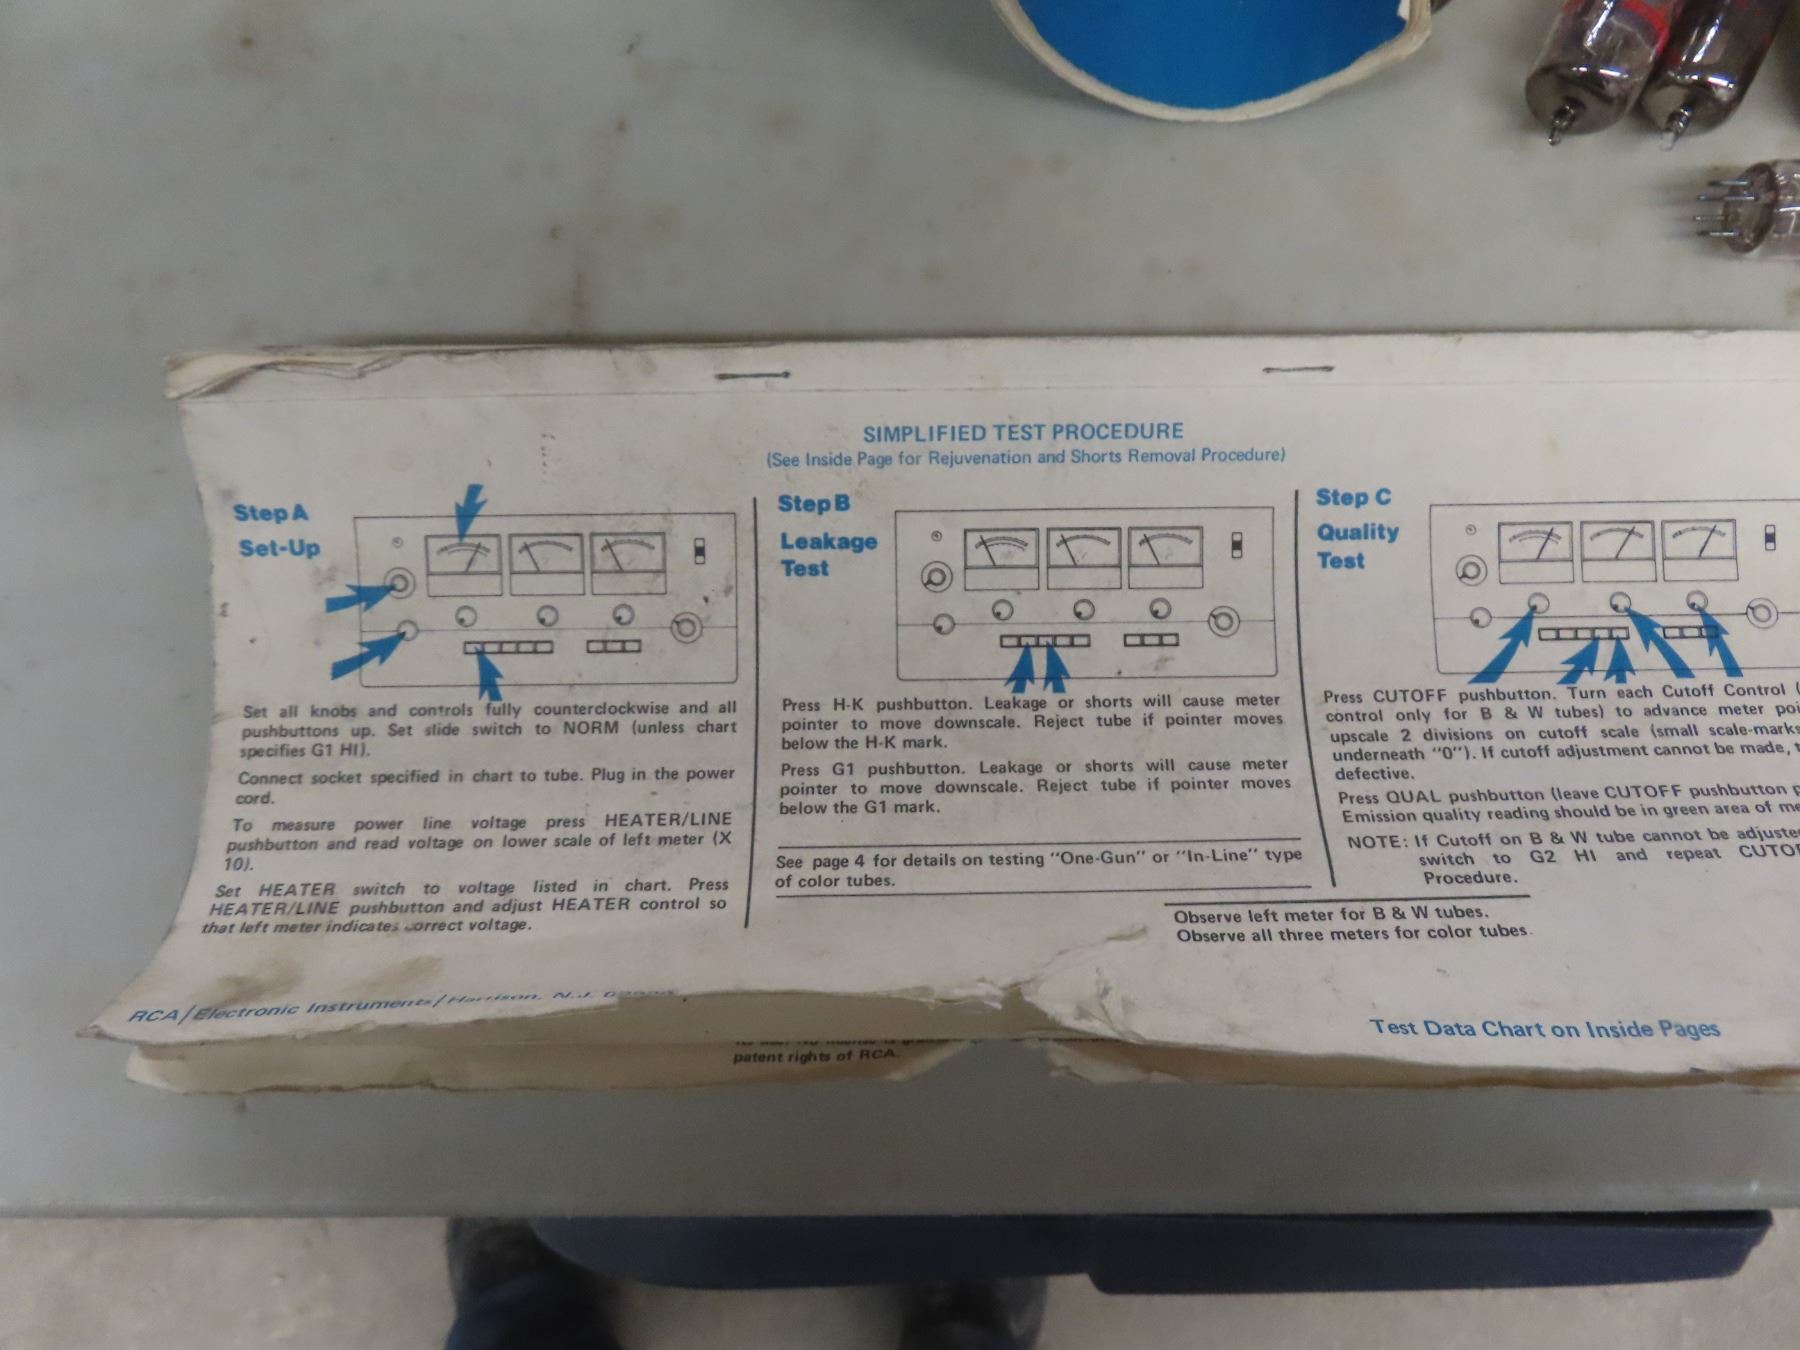 SIMPLIFIED TEST PROCEDURE
(See Inside Page for Rejuvenation and Shorts Removal Procedure)
Step A
Set-Up
Set all knobs and controls fully counterclockwise and all
pushbuttons up. Set slide switch to NORM (unless chart
specifies G1 HI).
Connect socket specified in chart to tube. Plug in the power
cord.
To measure power line voltage press HEATER/LINE
pushbutton and read voltage on lower scale of left meter (X
10).
Set HEATER switch to voltage listed in chart. Press
HEATER/LINE pushbutton and adjust HEATER control so
that left meter indicates correct voltage.
Step B
Leakage
Test
Press H-K pushbutton. Leakage or shorts will cause meter
pointer to move downscale. Reject tube if pointer moves
below the H-K mark.
Press G1 pushbutton. Leakage or shorts will cause meter
pointer to move downscale. Reject tube if pointer moves
below the G1 mark.
See page 4 for details on testing "One-Gun" or "In-Line" type
of color tubes.
Step C
Quality
Test
Press CUTOFF pushbutton. Turn each Cutoff Control (
control only for B & W tubes) to advance meter poi
upscale 2 divisions on cutoff scale (small scale-marks
underneath "0"). If cutoff adjustment cannot be made, t
defective.
Press QUAL pushbutton (leave CUTOFF pushbutton p
Emission quality reading should be in green area of me
NOTE: If Cutoff on B & W tube cannot be adjusted
switch to G2 HI and repeat CUTOF
Procedure.
Observe left meter for B & W tubes.
Observe all three meters for color tubes.
RCA/Electronic Instruments/Harrison, N.J.
Test Data Chart on Inside Pages
patent rights of RCA.